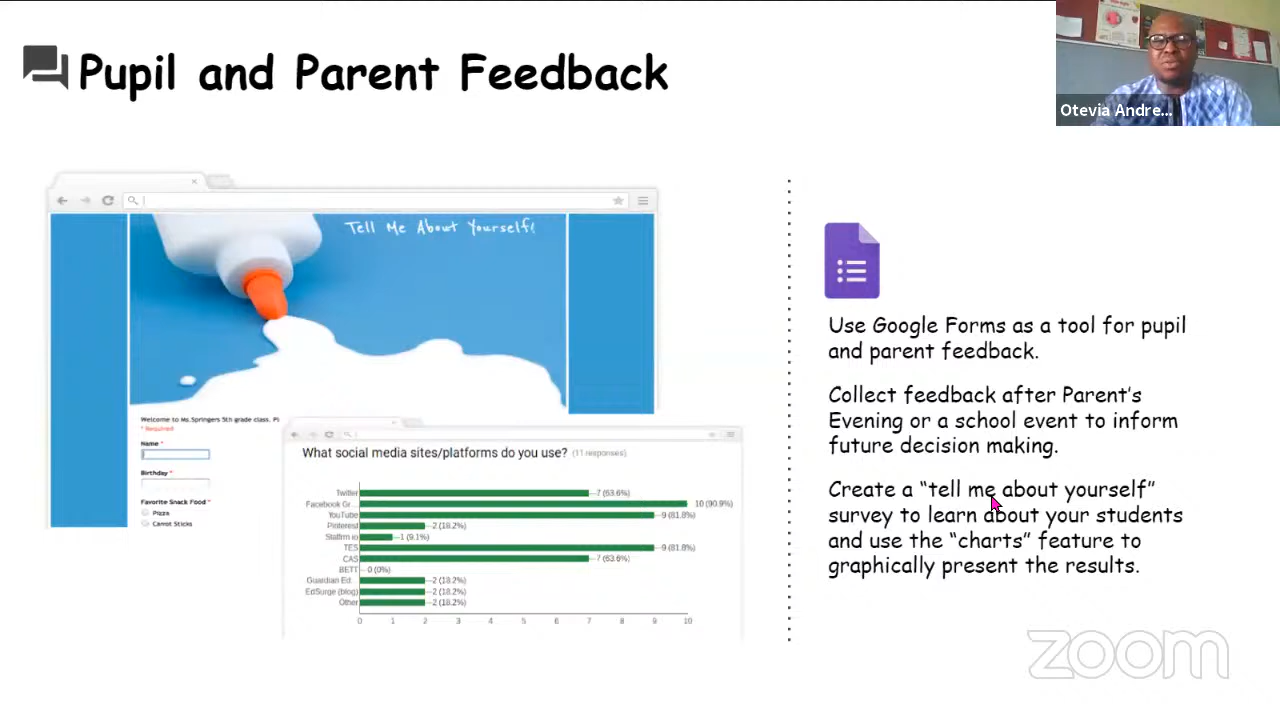 Pupil and Parent Feedback
Otevia Andre...
Tell Me About Yourself!
Welcome to Ms.Springers 5th grade class. Pl
* Required
Name *
Birthday *
Favorite Snack Food *
Pizza
Carrot Sticks
What social media sites/platforms do you use? (11 responses)
Twitter 7 (63.6%)
Facebook Gr... 10 (90.9%)
YouTube 9 (81.8%)
Pinterest 2 (18.2%)
Staffrm io 1 (9.1%)
TES 9 (81.8%)
CAS 7 (63.6%)
BETT 0 (0%)
Guardian Ed... 2 (18.2%)
EdSurge (blog) 2 (18.2%)
Other 2 (18.2%)
0 1 2 3 4 5 6 7 8 9 10
Use Google Forms as a tool for pupil
and parent feedback.
Collect feedback after Parent's
Evening or a school event to inform
future decision making.
Create a “tell me about yourself”
survey to learn about your students
and use the “charts” feature to
graphically present the results.
zoom